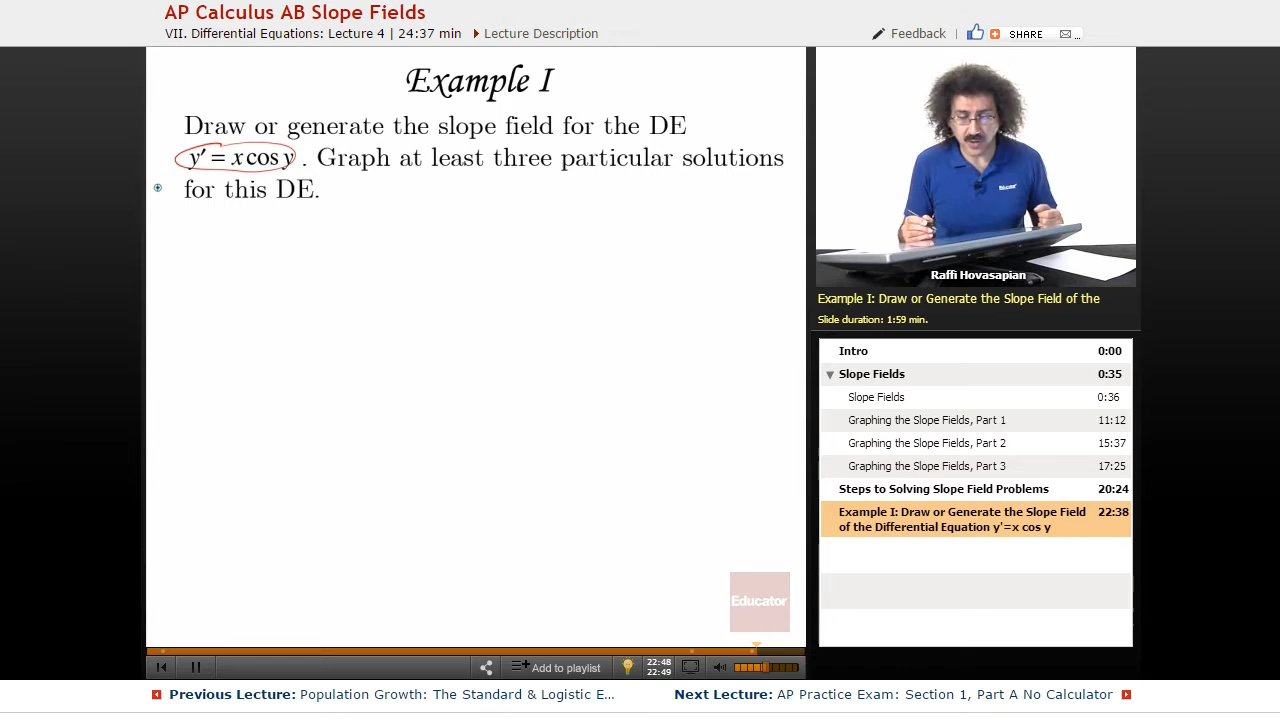 AP Calculus AB Slope Fields
VII. Differential Equations: Lecture 4 | 24:37 min Lecture Description
Feedback | SHARE
Example I
Draw or generate the slope field for the DE
y′ = x cos y . Graph at least three particular solutions
for this DE.
Educator
Educator
Raffi Hovasapian
Example I: Draw or Generate the Slope Field of the
Slide duration: 1:59 min.
Intro 0:00
Slope Fields 0:35
Slope Fields 0:36
Graphing the Slope Fields, Part 1 11:12
Graphing the Slope Fields, Part 2 15:37
Graphing the Slope Fields, Part 3 17:25
Steps to Solving Slope Field Problems 20:24
Example I: Draw or Generate the Slope Field 22:38
of the Differential Equation y'=x cos y
Add to playlist
22:48
22:49
Previous Lecture: Population Growth: The Standard & Logistic E...
Next Lecture: AP Practice Exam: Section 1, Part A No Calculator